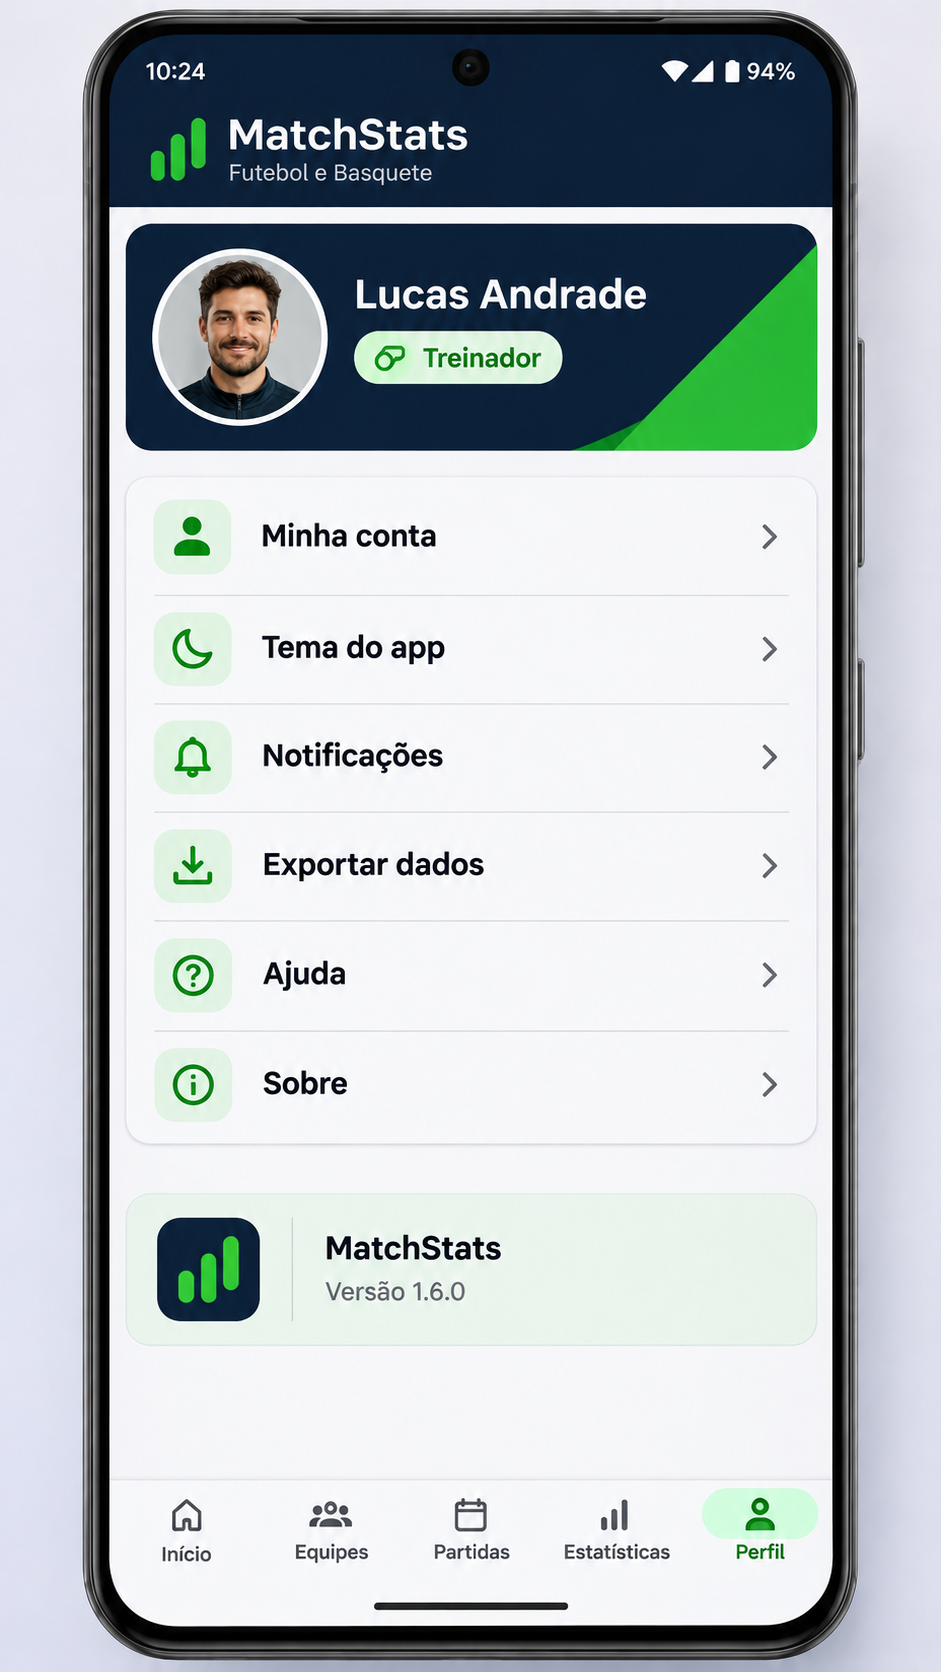 10:24
94%
MatchStats
Futebol e Basquete
Lucas Andrade
Treinador
Minha conta
Tema do app
Notificações
Exportar dados
Ajuda
Sobre
MatchStats
Versão 1.6.0
Início
Equipes
Partidas
Estatísticas
Perfil